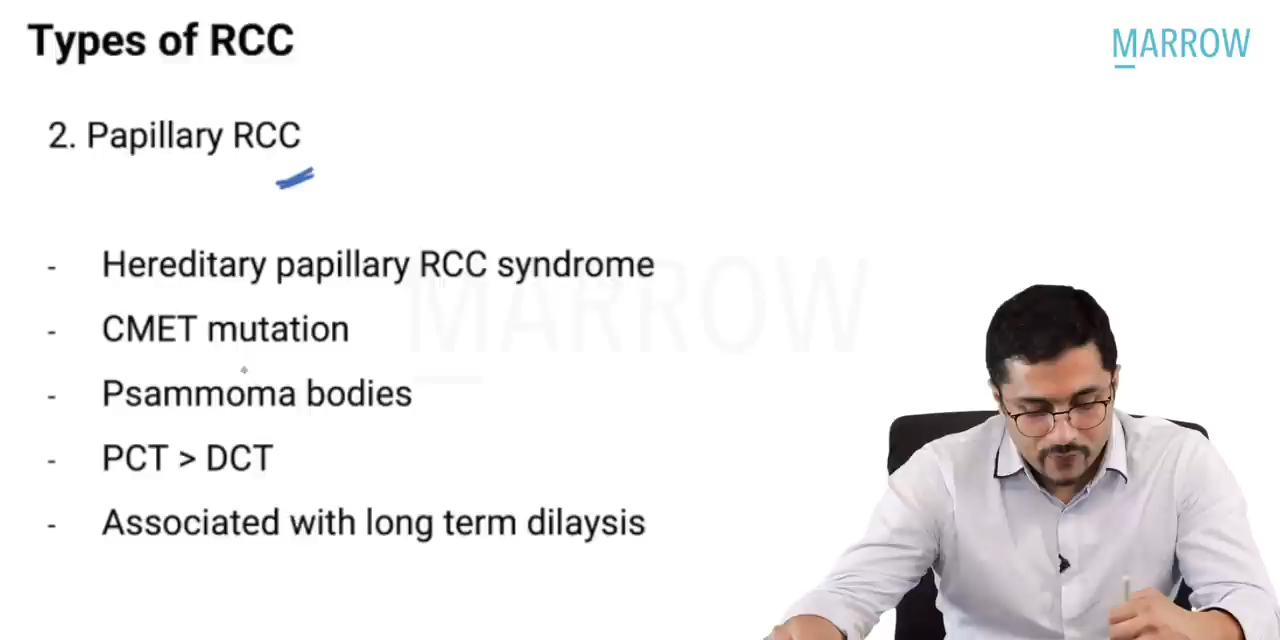 Types of RCC
MARROW
2. Papillary RCC
- Hereditary papillary RCC syndrome
- CMET mutation
- Psammoma bodies
- PCT > DCT
- Associated with long term dilaysis
MARROW